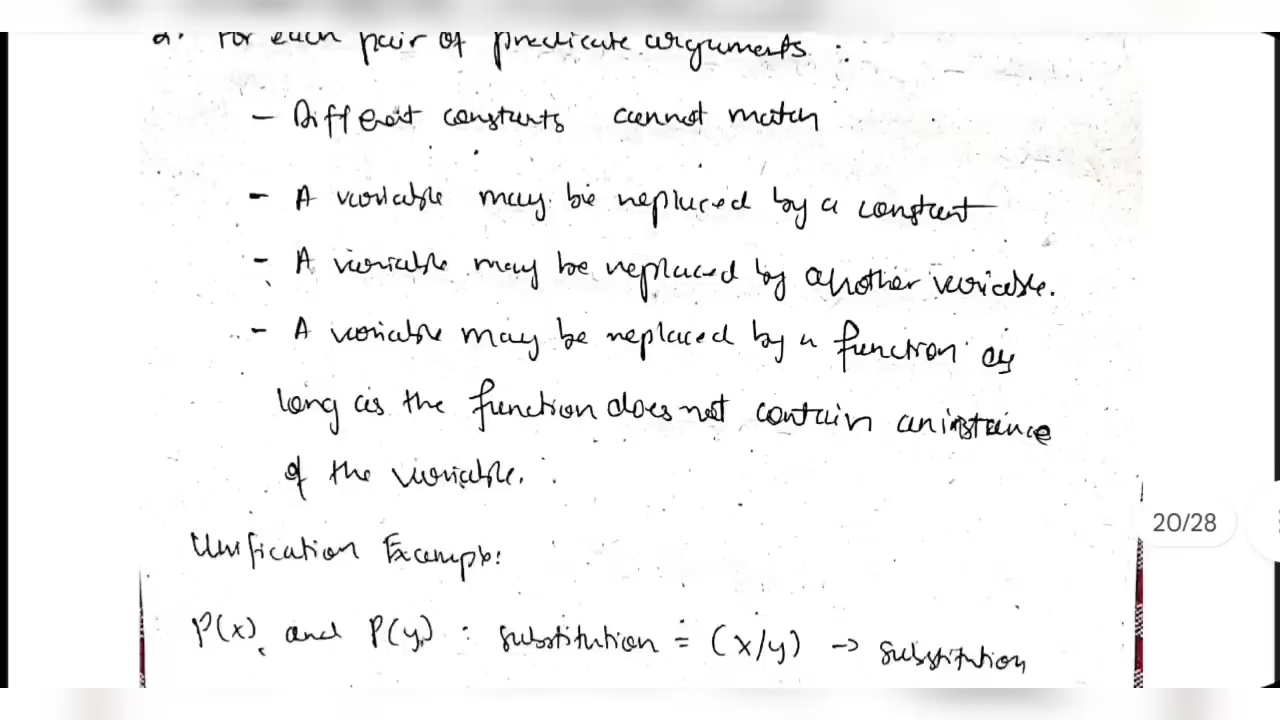 For each pair of predicate arguments :
- Different constants cannot match
- A variable may be replaced by a constant
- A variable may be replaced by another variable.
- A variable may be replaced by a function as
long as the function does not contain an instance
of the variable.
20/28
Unification Example:
P(x) and P(y) : substitution = (x/y) → substitution